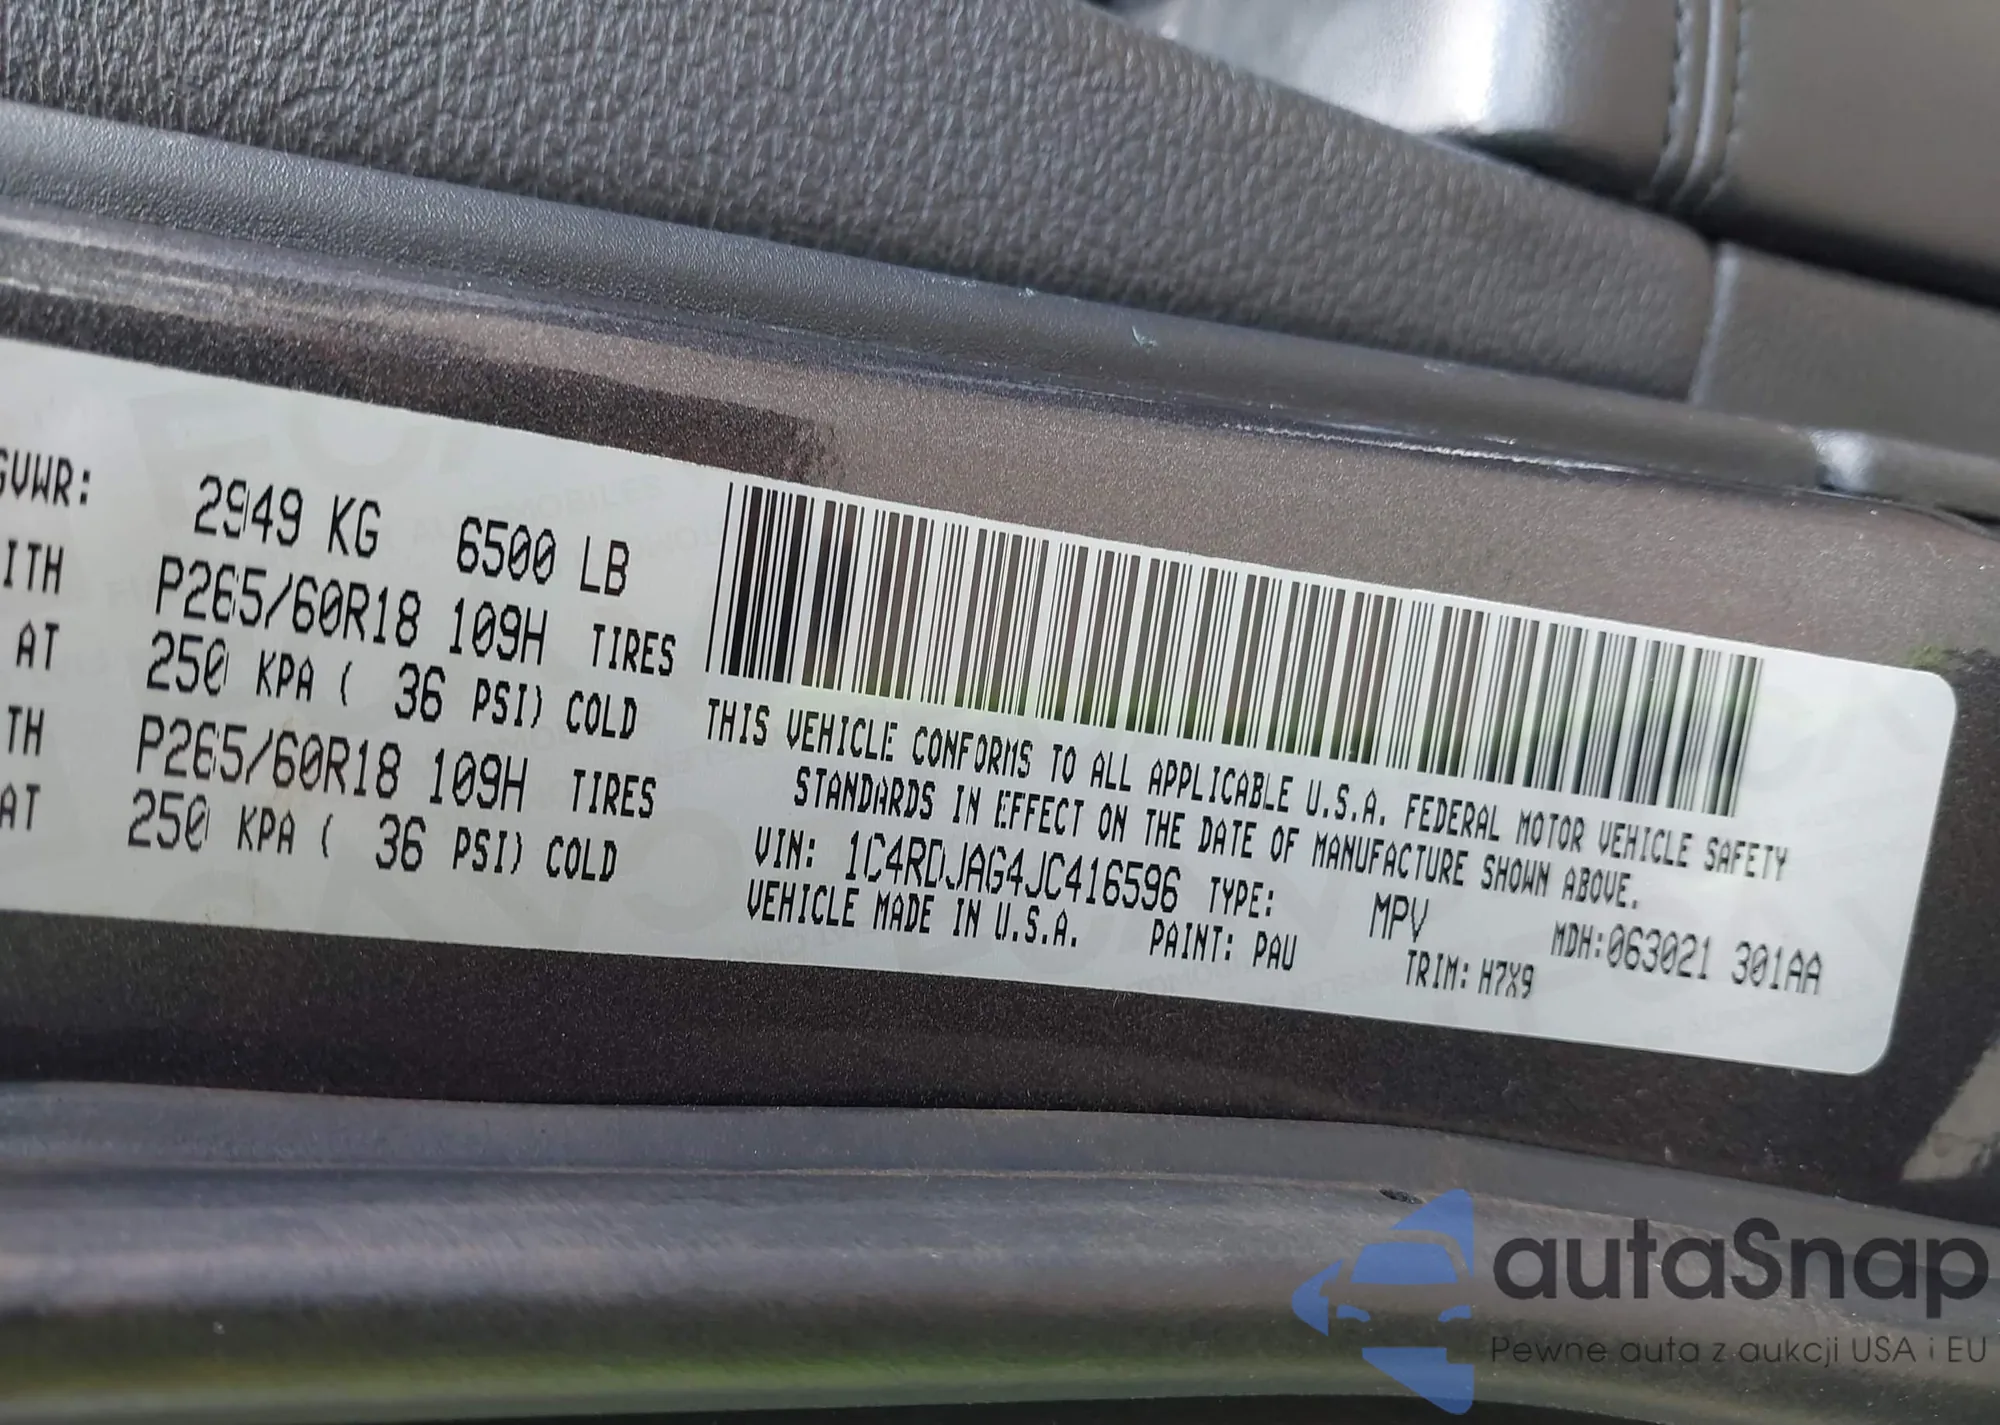 GVWR: 2949 KG 6500 LB
ITH P265/60R18 109H TIRES
AT 250 KPA ( 36 PSI) COLD
TH P265/60R18 109H TIRES
AT 250 KPA ( 36 PSI) COLD
THIS VEHICLE CONFORMS TO ALL APPLICABLE U.S.A. FEDERAL MOTOR VEHICLE SAFETY
STANDARDS IN EFFECT ON THE DATE OF MANUFACTURE SHOWN ABOVE.
VIN: 1C4RDJAG4JC416596 TYPE: MPV MDH:063021 301AA
VEHICLE MADE IN U.S.A. PAINT: PAU TRIM: H7X9
autaSnap
Pewne auta z aukcji USA i EU